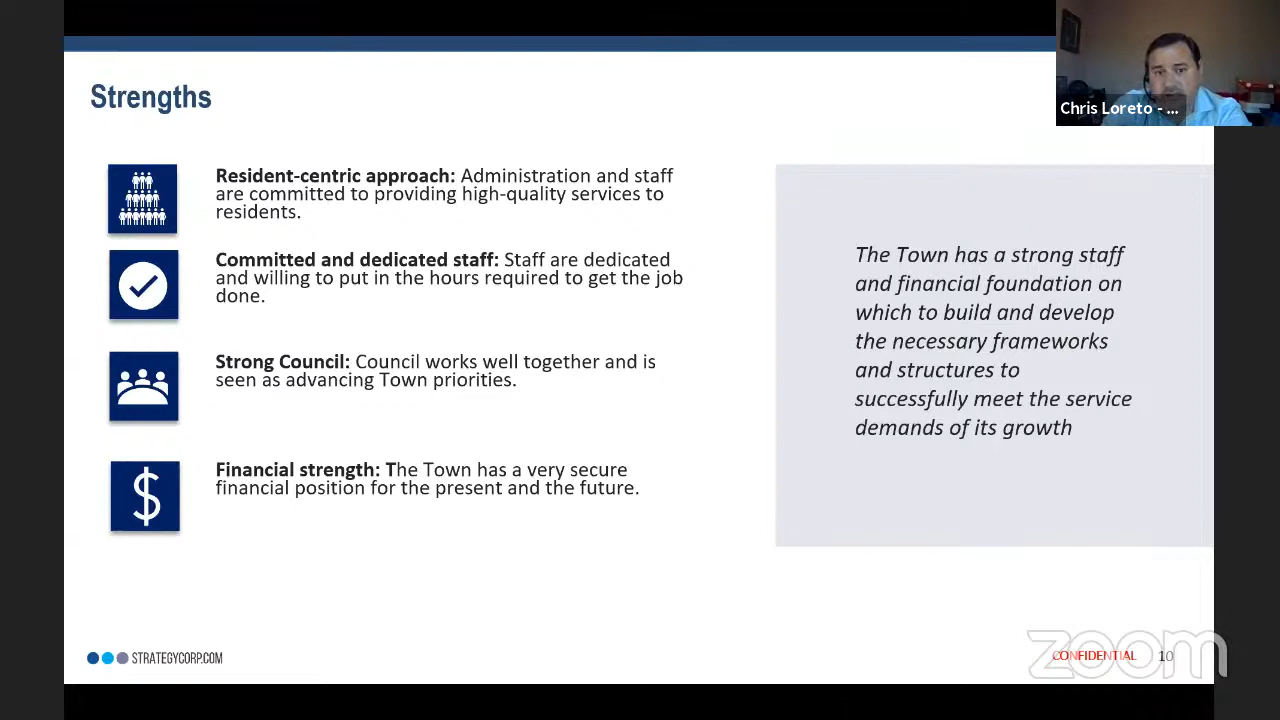 Chris Loreto - ...
Strengths
Resident-centric approach: Administration and staff
are committed to providing high-quality services to
residents.
Committed and dedicated staff: Staff are dedicated
and willing to put in the hours required to get the job
done.
Strong Council: Council works well together and is
seen as advancing Town priorities.
Financial strength: The Town has a very secure
financial position for the present and the future.
The Town has a strong staff
and financial foundation on
which to build and develop
the necessary frameworks
and structures to
successfully meet the service
demands of its growth
STRATEGYCORP.COM
CONFIDENTIAL 10
zoom